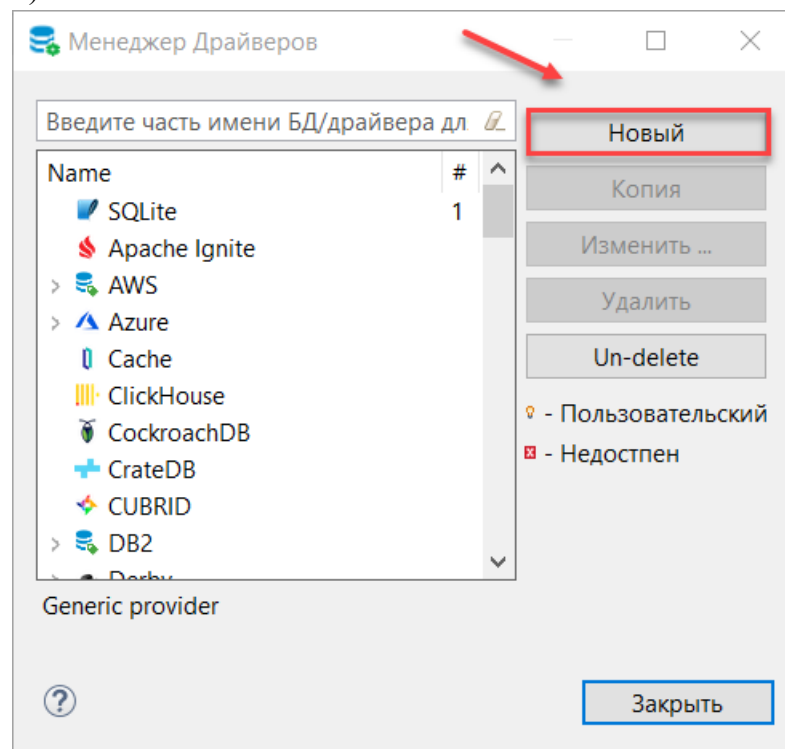 Менеджер Драйверов
Введите часть имени БД/драйвера дл
Новый
Name #
Копия
SQLite 1
Apache Ignite
Изменить ...
AWS
Удалить
Azure
Cache
Un-delete
ClickHouse
- Пользовательский
CockroachDB
- Недостпен
CrateDB
CUBRID
DB2
Derby
Generic provider
?
Закрыть